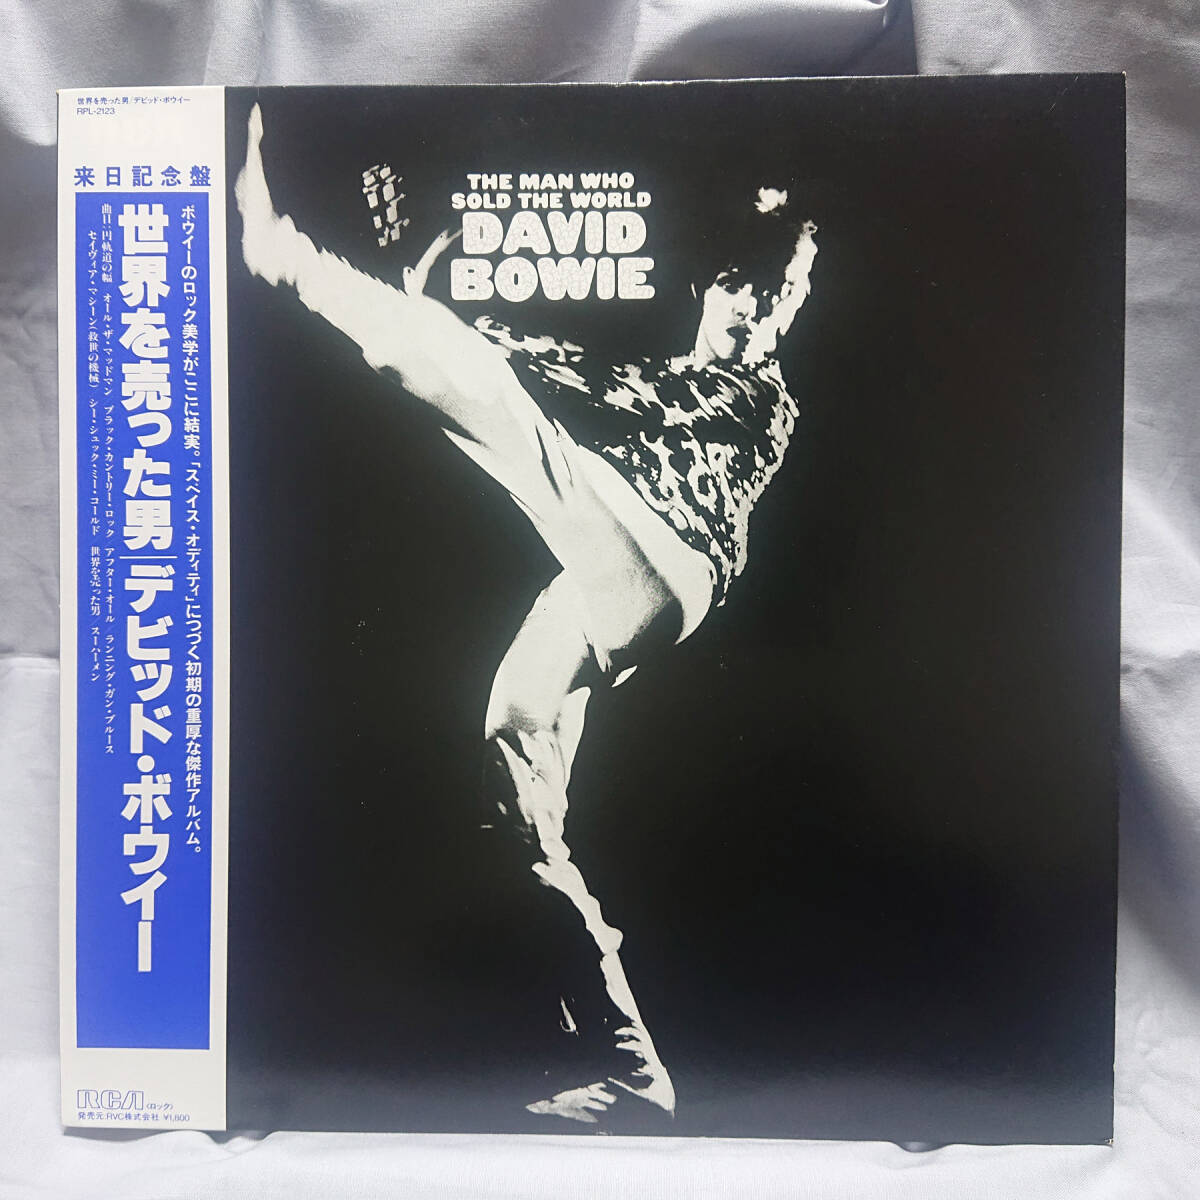 世界を売った男/デビッド・ボウイー
RPL-2123
来日記念盤
ボウイーのロック美学がここに結実。「スペイス・オディティ」につづく初期の重厚な傑作アルバム。
世界を売った男/デビッド・ボウイー
曲目:円軌道の幅 オール・ザ・マッドマン/ブラック・カントリー・ロック アフター・オール/ランニング・ガン・ブルース
セイヴィア・マシーン(救世の機械) シー・シュック・ミー・コールド 世界を売った男/スーパーメン
RCA
〈ロック〉
発売元:RVC株式会社 ¥1,800
THE MAN WHO
SOLD THE WORLD
DAVID
BOWIE